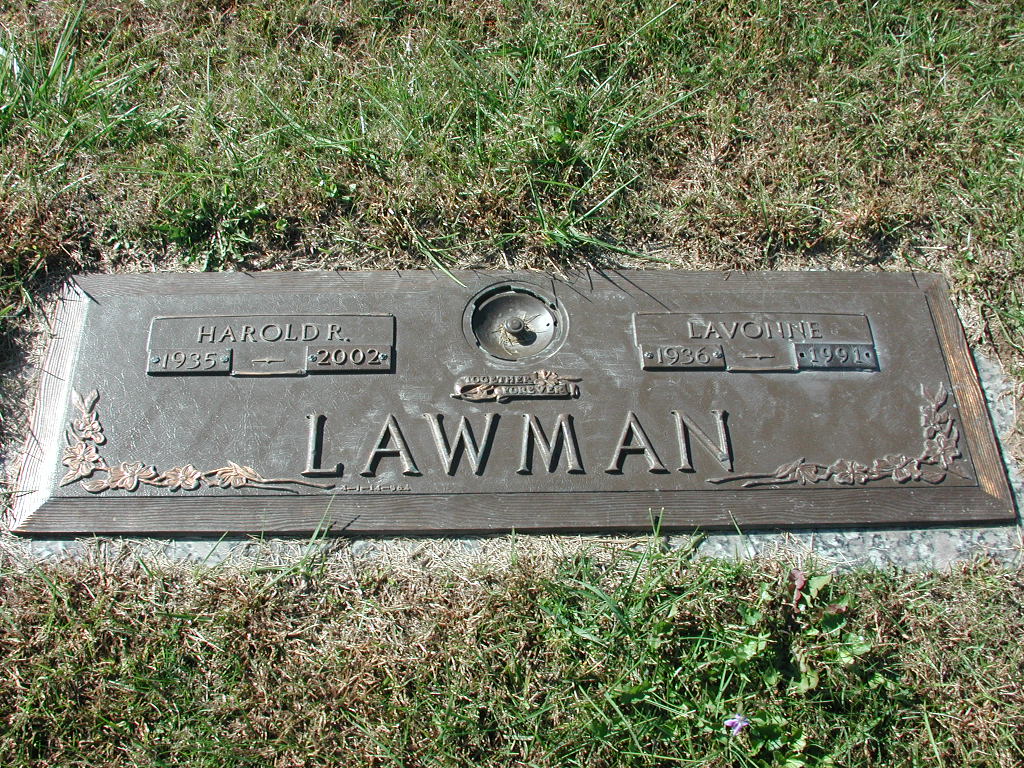 HAROLD R.
1935 – 2002
LAVONNE
1936 – 1991
TOGETHER
FOREVER
LAWMAN